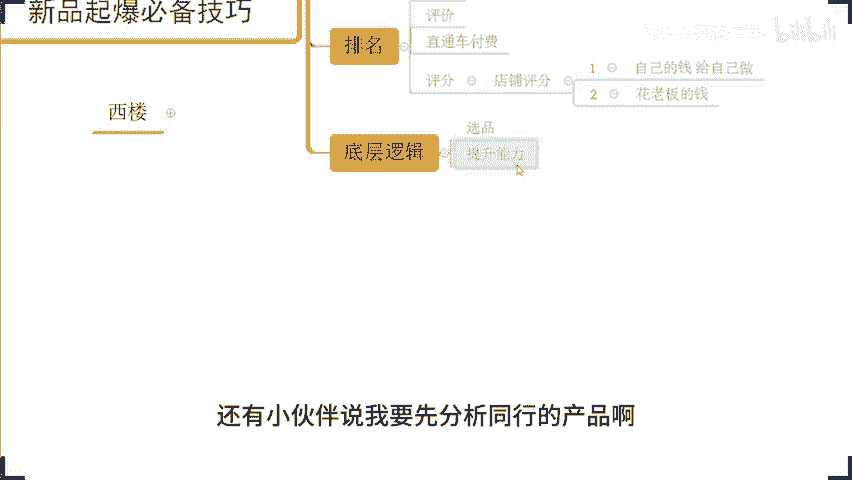 新品起爆必备技巧
评价
排名
直通车付费
评分
店铺评分
1 自己的钱 给自己做
2 花老板的钱
西楼
选品
底层逻辑
提升能力
还有小伙伴说我要先分析同行的产品啊
bilibili